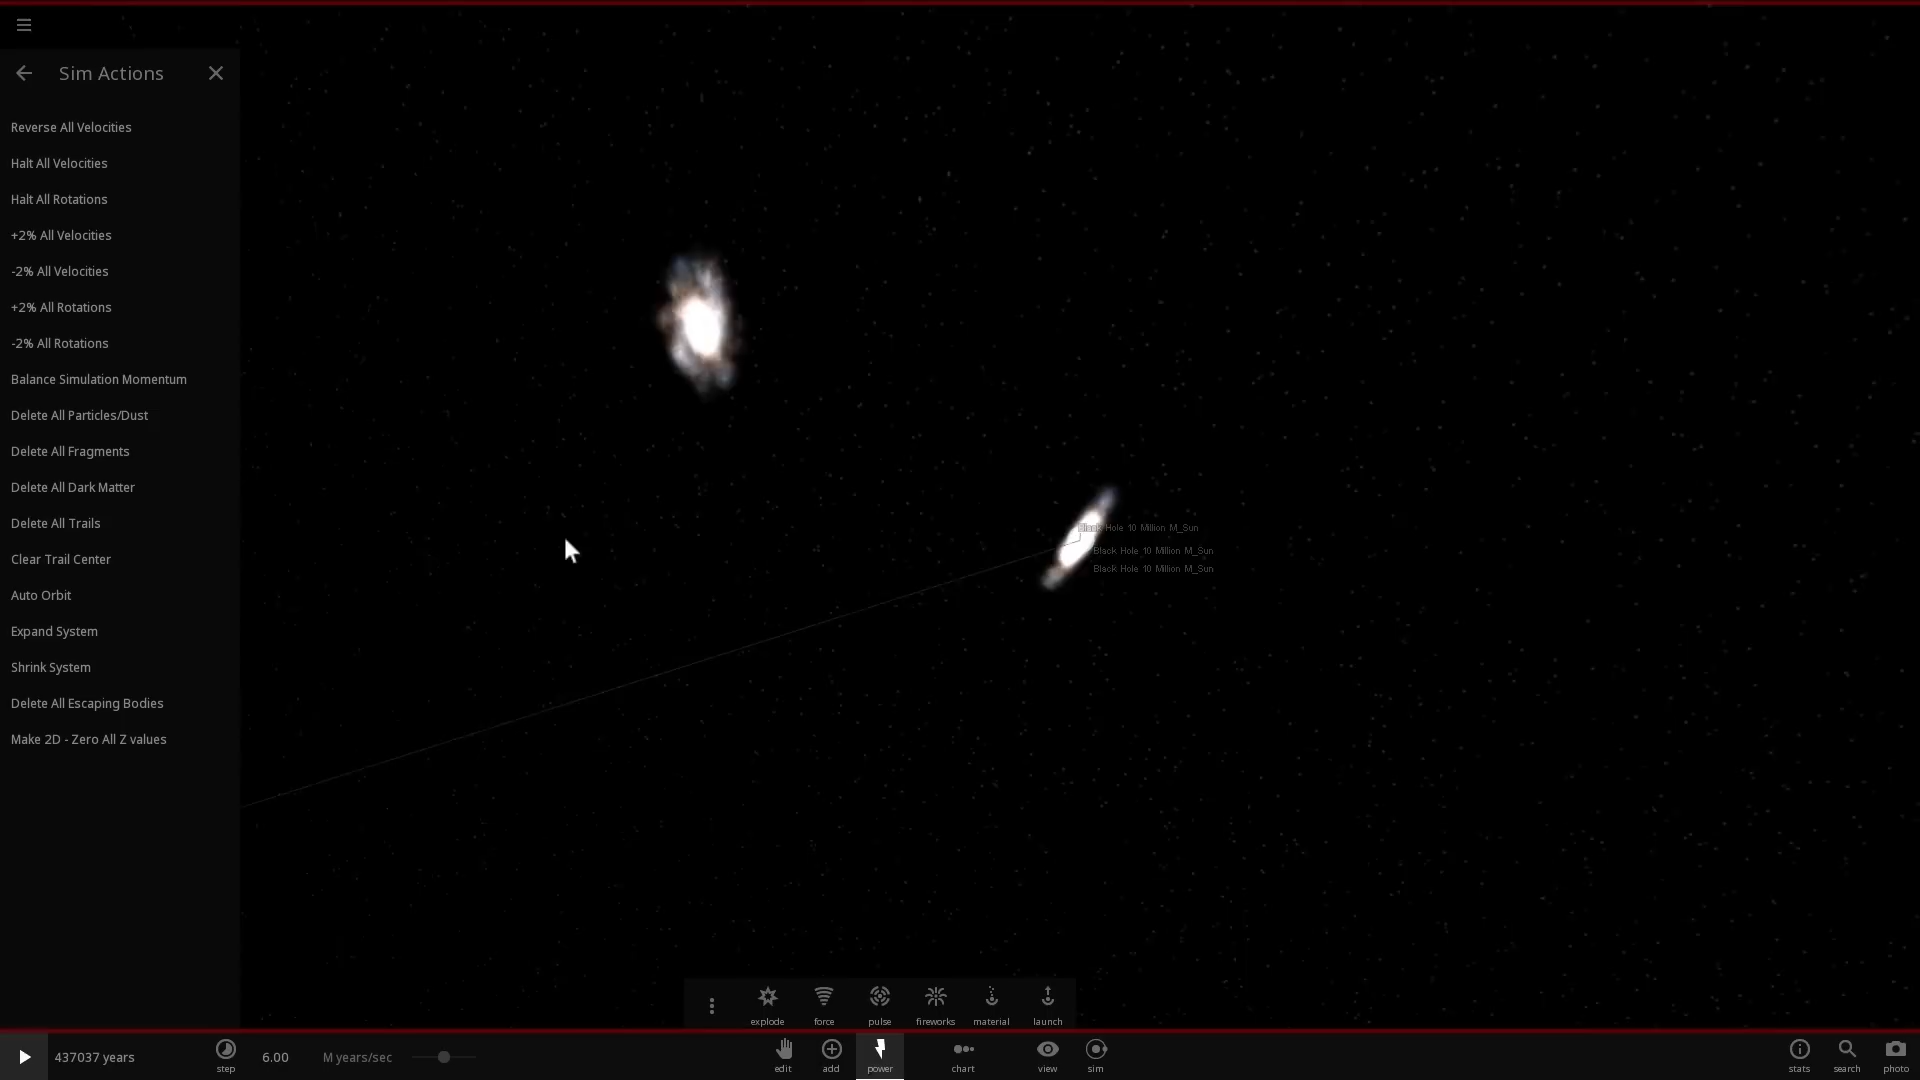 Sim Actions
Reverse All Velocities
Halt All Velocities
Halt All Rotations
+2% All Velocities
-2% All Velocities
+2% All Rotations
-2% All Rotations
Balance Simulation Momentum
Delete All Particles/Dust
Delete All Fragments
Delete All Dark Matter
Delete All Trails
Clear Trail Center
Auto Orbit
Expand System
Shrink System
Delete All Escaping Bodies
Make 2D - Zero All Z values
Black Hole 10 Million M_Sun
Black Hole 10 Million M_Sun
Black Hole 10 Million M_Sun
explode force pulse fireworks material launch
437037 years step 6.00 M years/sec edit add power chart view sim stats search photo